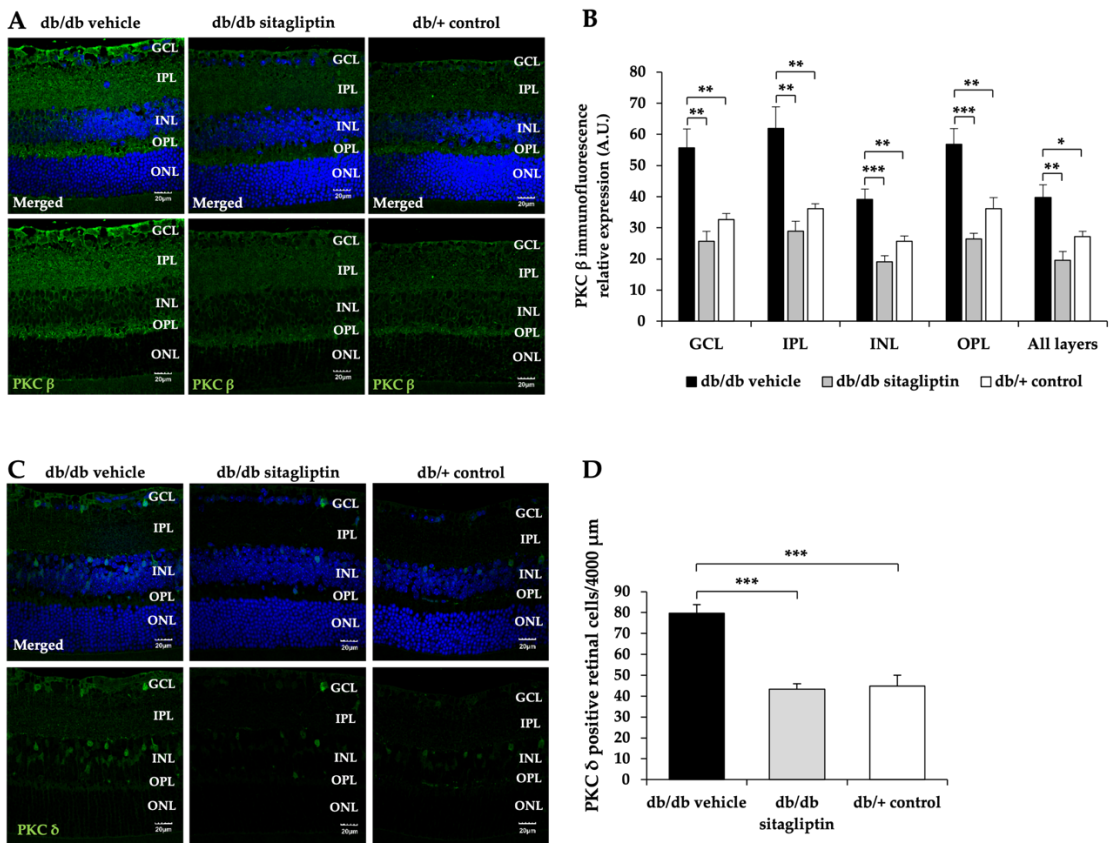 A
db/db vehicle db/db sitagliptin db/+ control
GCL GCL GCL
IPL IPL IPL
INL INL INL
OPL OPL OPL
ONL ONL ONL
Merged 20µm Merged 20µm Merged 20µm
GCL GCL GCL
IPL IPL IPL
INL INL INL
OPL OPL OPL
ONL ONL ONL
PKC β 20µm PKC β 20µm PKC β 20µm
B
PKC β immunofluorescence
relative expression (A.U.)
80
70
60
50
40
30
20
10
0
** ** ** ** ** *** ** *** * **
GCL IPL INL OPL All layers
db/db vehicle db/db sitagliptin db/+ control
C
db/db vehicle db/db sitagliptin db/+ control
GCL GCL GCL
IPL IPL IPL
INL INL INL
OPL OPL OPL
ONL ONL ONL
Merged 20µm 20µm 20µm
GCL GCL GCL
IPL IPL IPL
INL INL INL
OPL OPL OPL
ONL ONL ONL
PKC δ 20µm 20µm 20µm
D
PKC δ positive retinal cells/4000 µm
90
80
70
60
50
40
30
20
10
0
***
***
db/db vehicle db/db db/+ control
sitagliptin